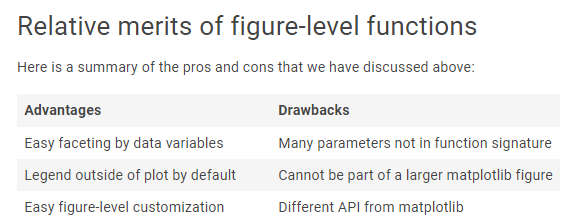 Relative merits of figure-level functions
Here is a summary of the pros and cons that we have discussed above:
Advantages Drawbacks
Easy faceting by data variables Many parameters not in function signature
Legend outside of plot by default Cannot be part of a larger matplotlib figure
Easy figure-level customization Different API from matplotlib